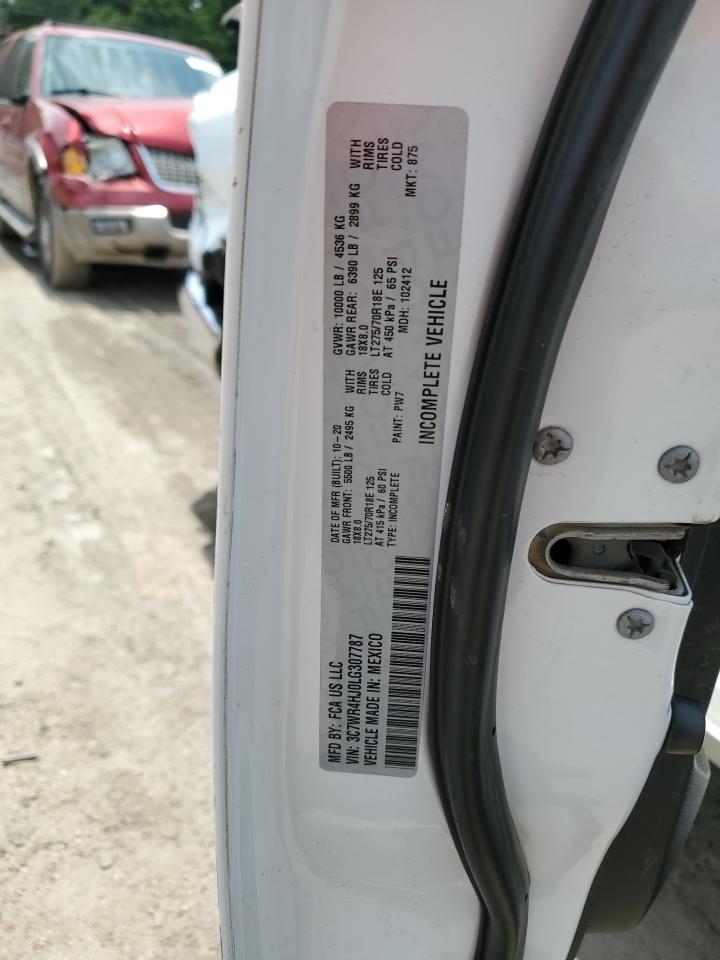 MFD BY: FCA US LLC
DATE OF MFR (BUILT): 10-20
GVWR: 10000 LB / 4536 KG
VIN: 3C7WR4HJ0LG307787
GAWR FRONT: 5500 LB / 2495 KG WITH
GAWR REAR: 6390 LB / 2899 KG WITH
18X8.0 RIMS
18X8.0 RIMS
VEHICLE MADE IN: MEXICO
LT275/70R18E 125 TIRES
LT275/70R18E 125 TIRES
AT 415 kPa / 60 PSI COLD
AT 450 kPa / 65 PSI COLD
TYPE: INCOMPLETE
PAINT: PW7
MDH: 102412
MKT: 875
INCOMPLETE VEHICLE